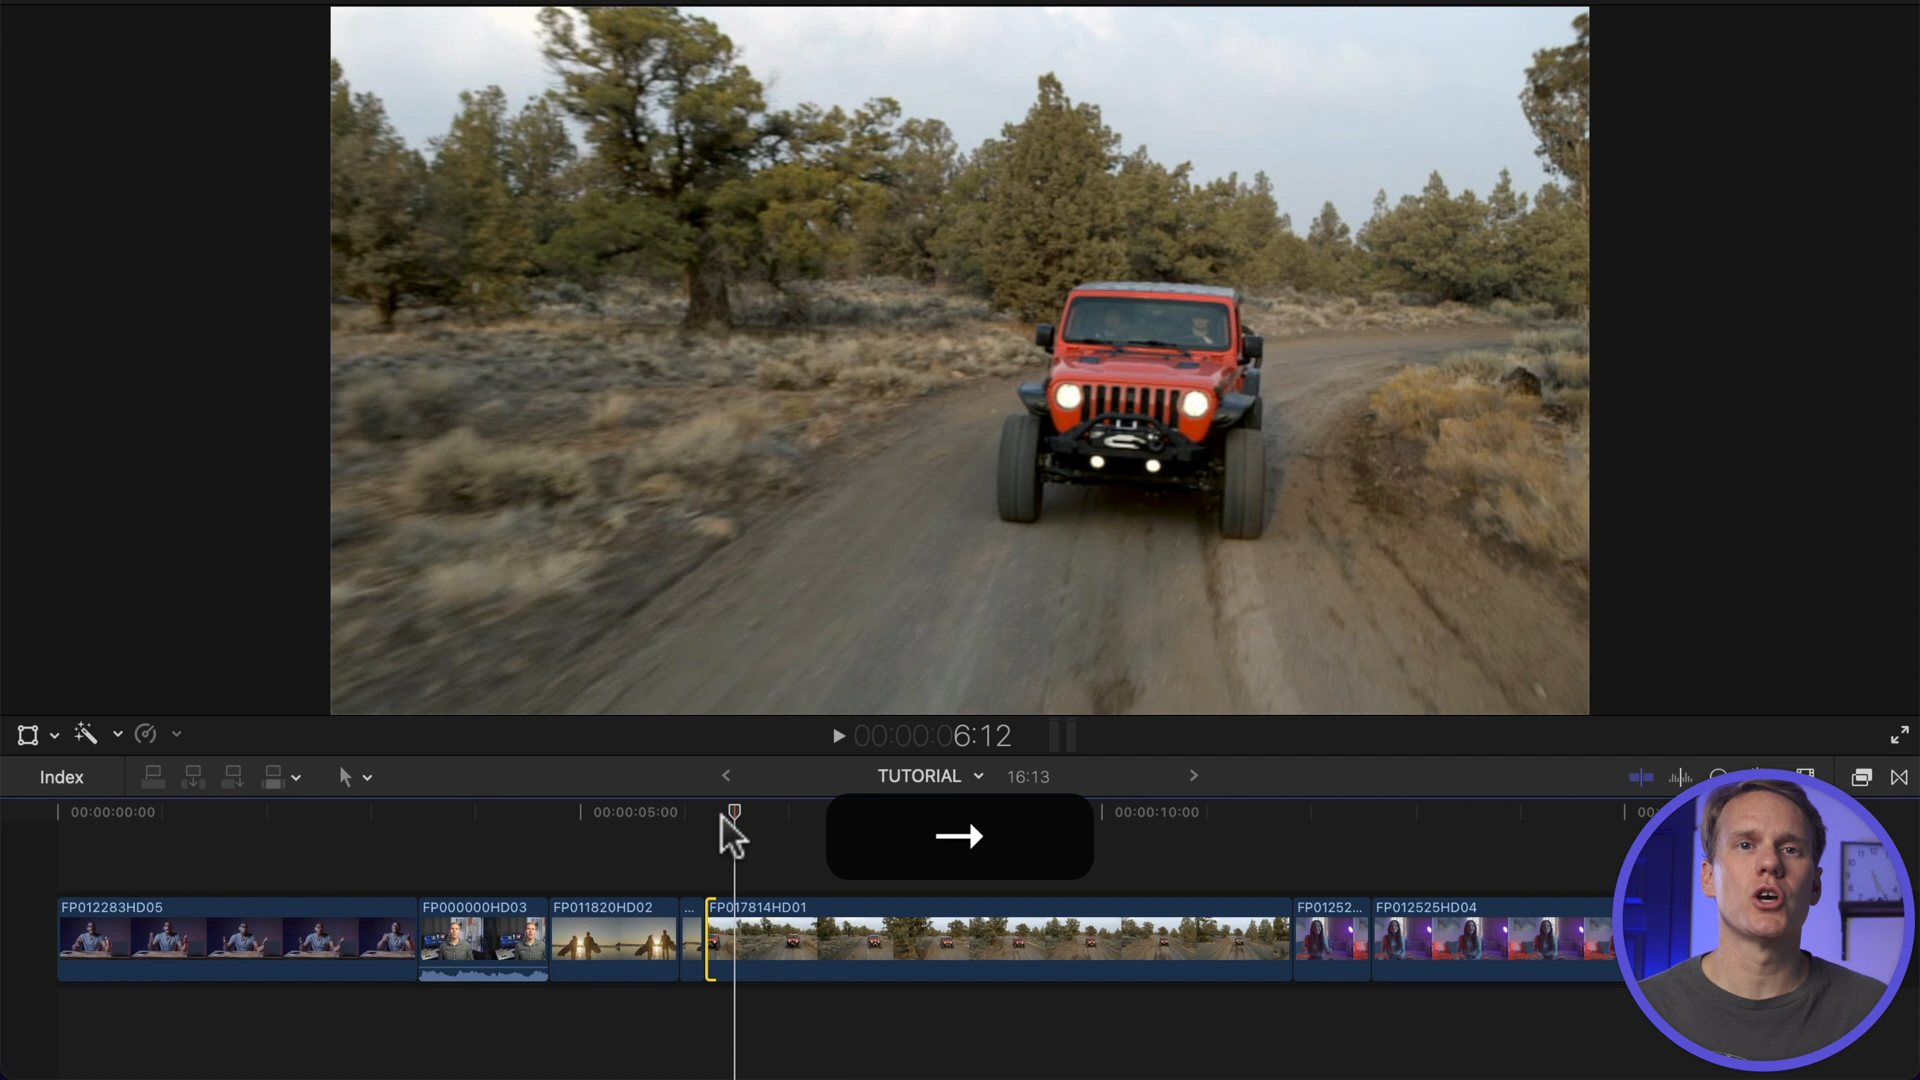 00:00:06:12
Index
TUTORIAL
16:13
00:00:00:00
00:00:05:00
00:00:10:00
00:
FP012283HD05
FP000000HD03
FP011820HD02
...
FP017814HD01
FP01252...
FP012525HD04